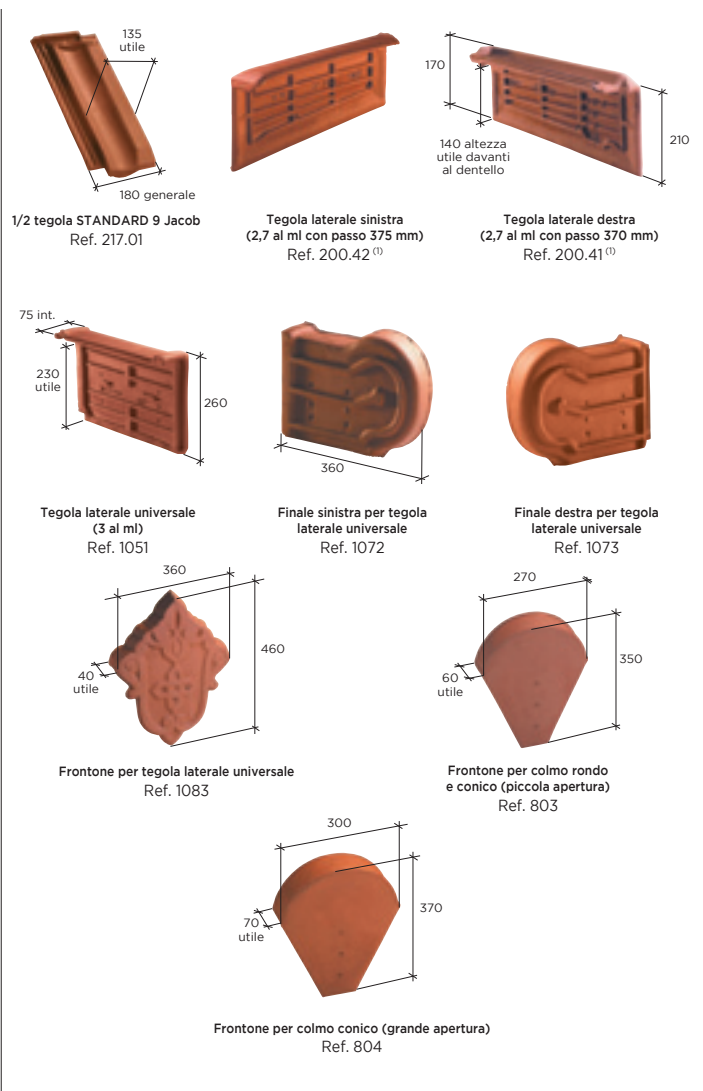 135
utile
180 generale
1/2 tegola STANDARD 9 Jacob
Ref. 217.01
Tegola laterale sinistra
(2,7 al ml con passo 375 mm)
Ref. 200.42 (1)
170
140 altezza
utile davanti
al dentello
210
Tegola laterale destra
(2,7 al ml con passo 370 mm)
Ref. 200.41 (1)
75 int.
230
utile
260
Tegola laterale universale
(3 al ml)
Ref. 1051
360
Finale sinistra per tegola
laterale universale
Ref. 1072
Finale destra per tegola
laterale universale
Ref. 1073
360
460
40
utile
Frontone per tegola laterale universale
Ref. 1083
270
350
60
utile
Frontone per colmo rondo
e conico (piccola apertura)
Ref. 803
300
370
70
utile
Frontone per colmo conico (grande apertura)
Ref. 804